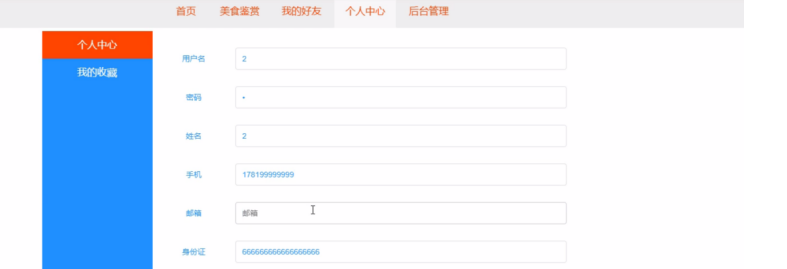 首页 美食鉴赏 我的好友 个人中心 后台管理
个人中心
我的收藏
用户名 2
密码 •
姓名 2
手机 178199999999
邮箱 邮箱
身份证 666666666666666666